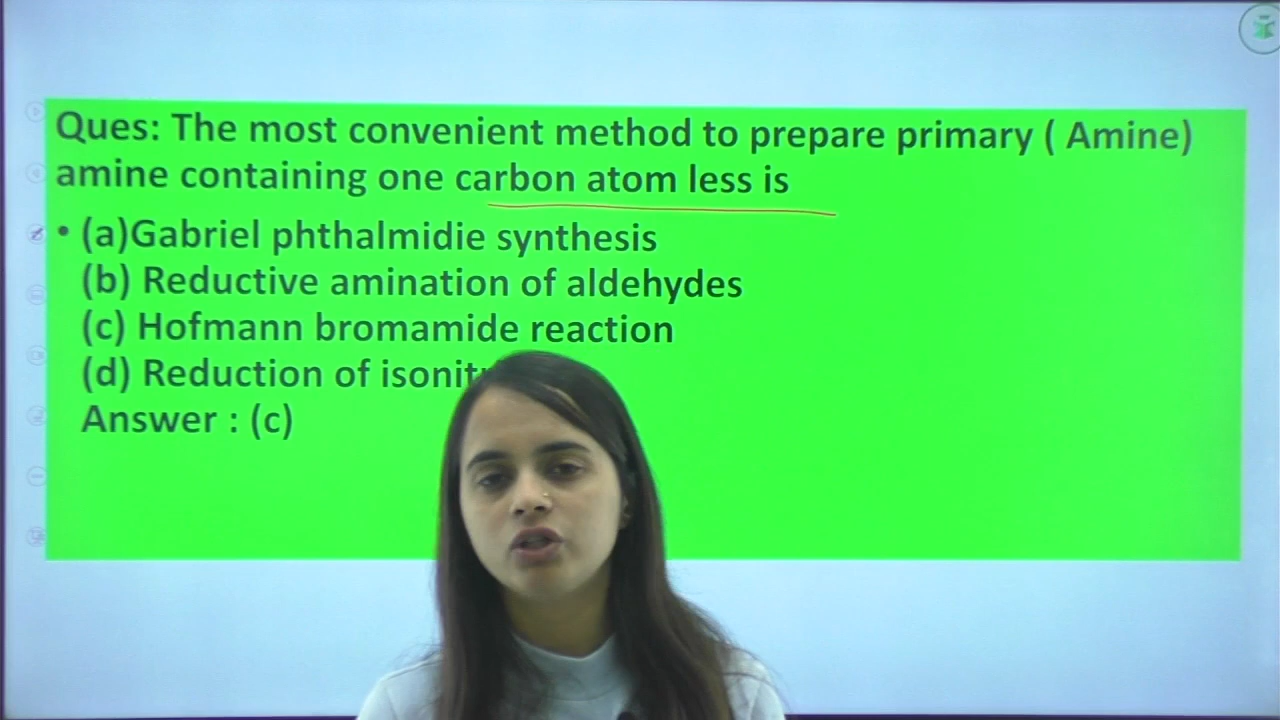 Ques: The most convenient method to prepare primary ( Amine)
amine containing one carbon atom less is
• (a)Gabriel phthalmidie synthesis
(b) Reductive amination of aldehydes
(c) Hofmann bromamide reaction
(d) Reduction of
Answer : (c)